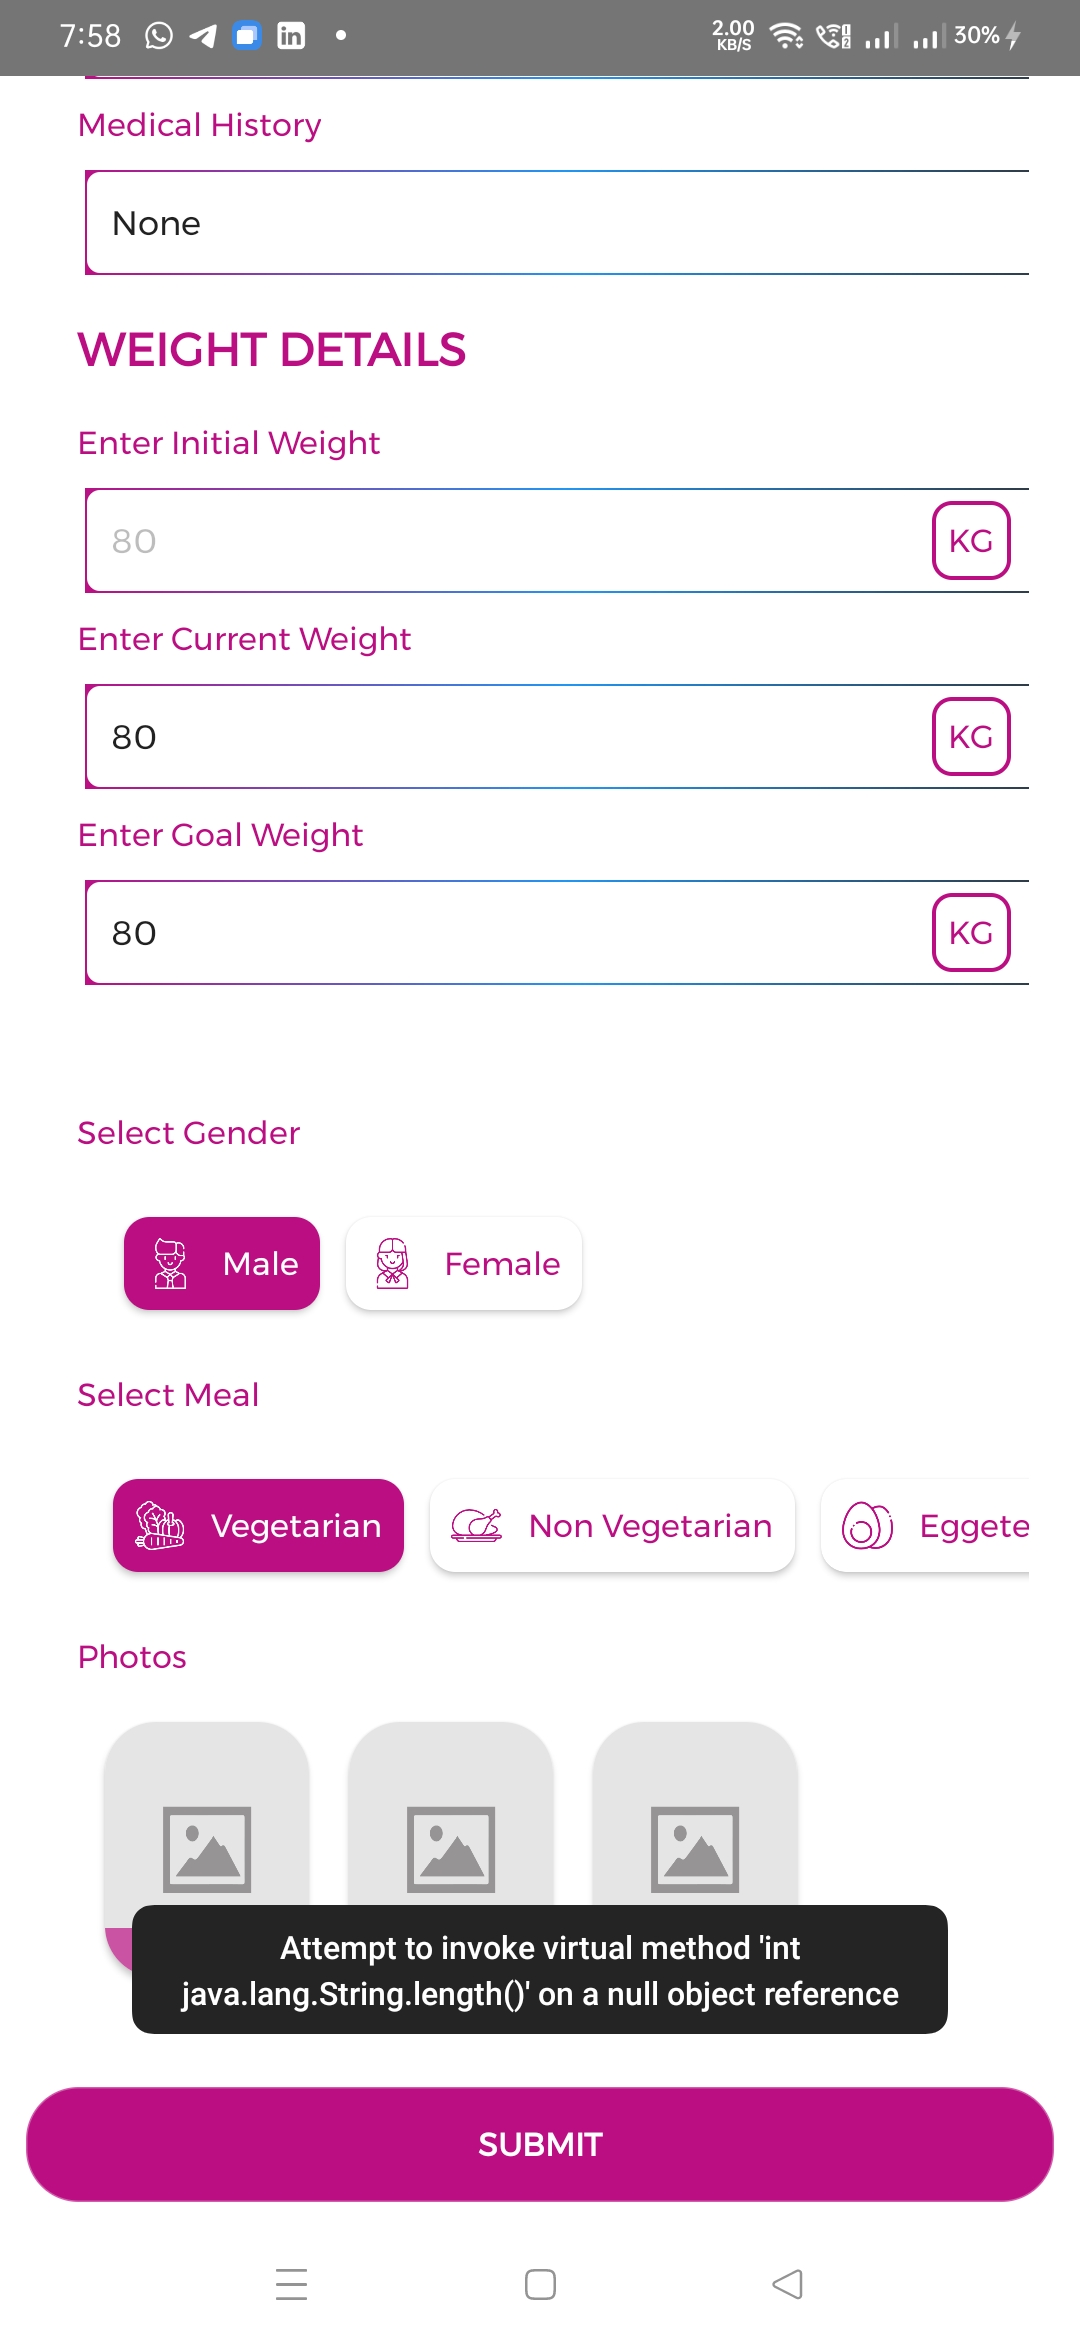 7:58
2.00
KB/S
30%
Medical History
None
WEIGHT DETAILS
Enter Initial Weight
80
KG
Enter Current Weight
80
KG
Enter Goal Weight
80
KG
Select Gender
Male
Female
Select Meal
Vegetarian
Non Vegetarian
Eggete
Photos
Attempt to invoke virtual method 'int
java.lang.String.length()' on a null object reference
SUBMIT